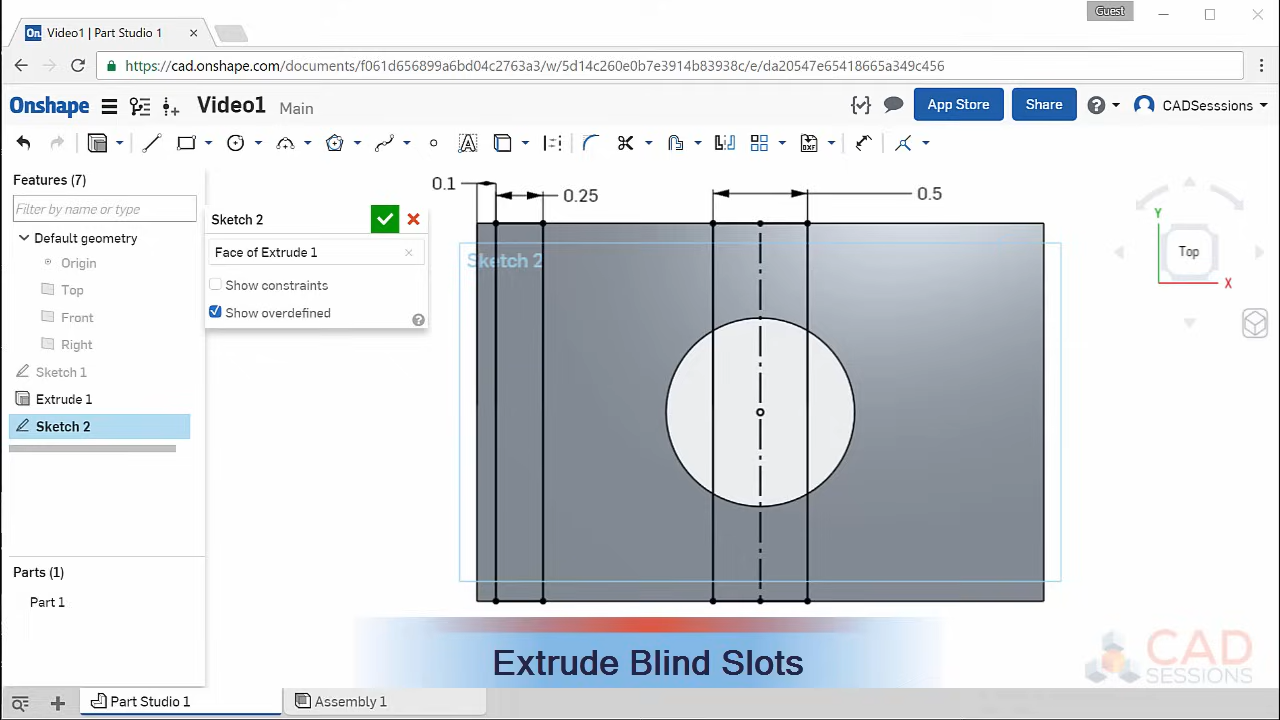 Guest
On Video1 | Part Studio 1
https://cad.onshape.com/documents/f061d656899a6bd04c2763a3/w/5d14c260e0b7e3914b83938c/e/da20547e65418665a349c456
Onshape Video1 Main App Store Share CADSesssions
DXF
Features (7)
Filter by name or type
Default geometry
Origin
Top
Front
Right
Sketch 1
Extrude 1
Sketch 2
Parts (1)
Part 1
Sketch 2
Face of Extrude 1
Show constraints
Show overdefined
0.1
0.25
0.5
Sketch 2
Y
Top
X
Extrude Blind Slots
CAD
SESSIONS
Part Studio 1
Assembly 1